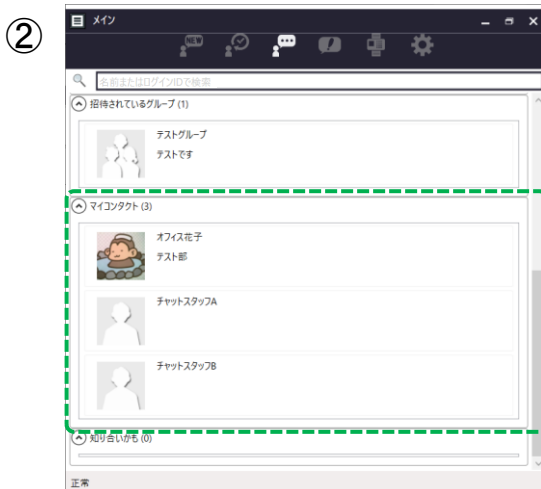 ②
メイン
NEW
名前またはログインIDで検索
招待されているグループ (1)
テストグループ
テストです
マイコンタクト (3)
オフィス花子
テスト部
チャットスタッフA
チャットスタッフB
知り合いかも (0)
正常